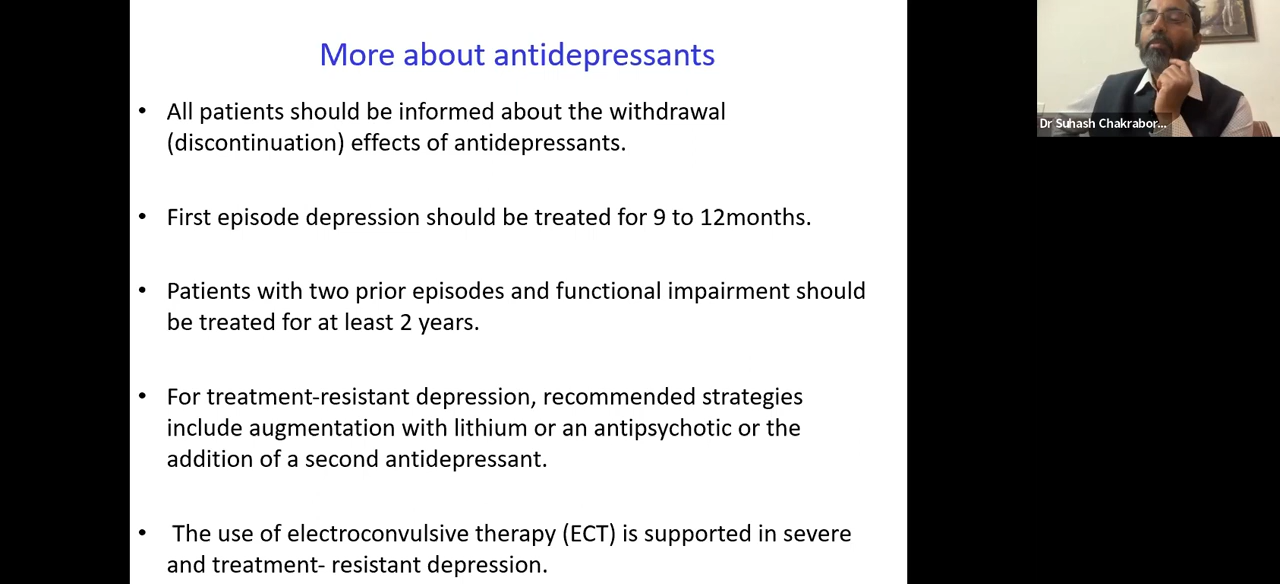 More about antidepressants
• All patients should be informed about the withdrawal
(discontinuation) effects of antidepressants.
• First episode depression should be treated for 9 to 12months.
• Patients with two prior episodes and functional impairment should
be treated for at least 2 years.
• For treatment-resistant depression, recommended strategies
include augmentation with lithium or an antipsychotic or the
addition of a second antidepressant.
• The use of electroconvulsive therapy (ECT) is supported in severe
and treatment- resistant depression.
Dr Suhash Chakrabor...